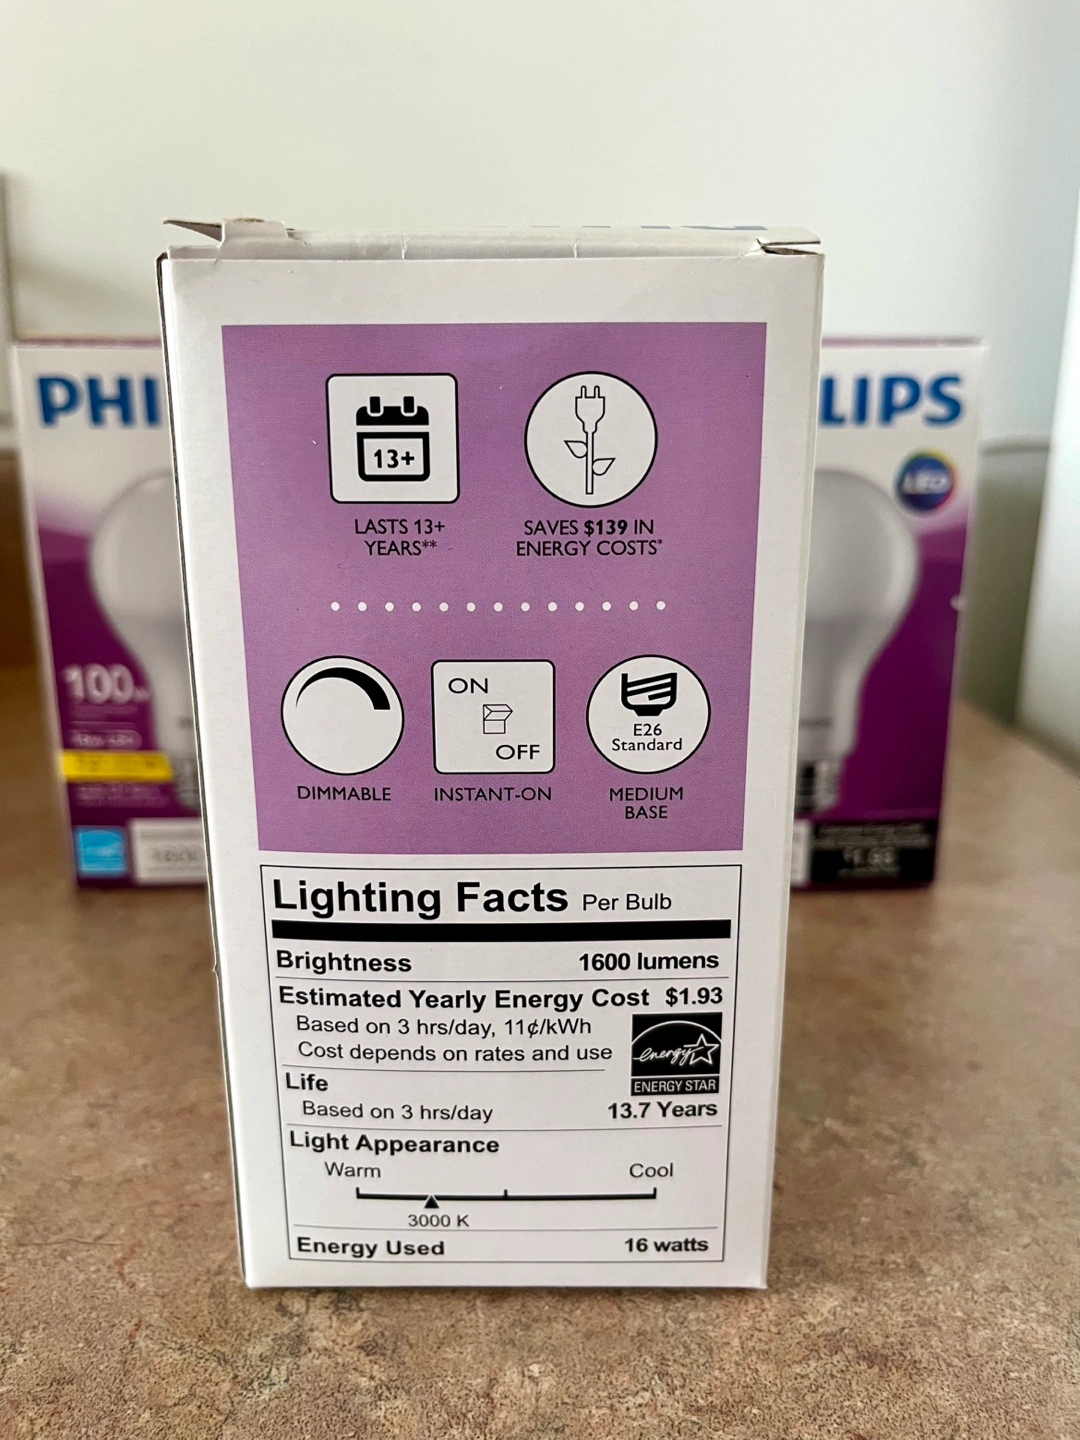 PHI
LIPS
LED
100w
13+
LASTS 13+
YEARS**
SAVES $139 IN
ENERGY COSTS*
ON
OFF
E26
Standard
DIMMABLE
INSTANT-ON
MEDIUM
BASE
Lighting Facts Per Bulb
Brightness 1600 lumens
Estimated Yearly Energy Cost $1.93
Based on 3 hrs/day, 11¢/kWh
Cost depends on rates and use
energy
ENERGY STAR
Life
Based on 3 hrs/day 13.7 Years
Light Appearance
Warm Cool
3000 K
Energy Used 16 watts